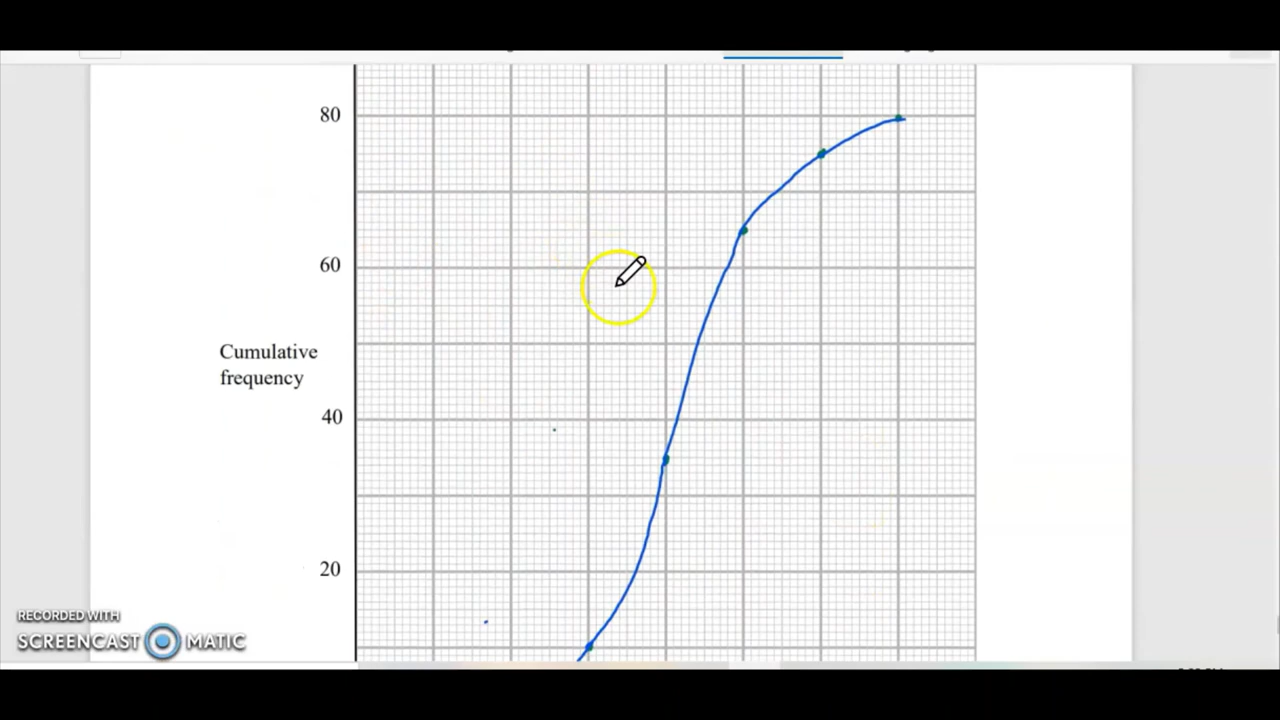 80
60
Cumulative
frequency
40
20
RECORDED WITH
SCREENCAST MATIC